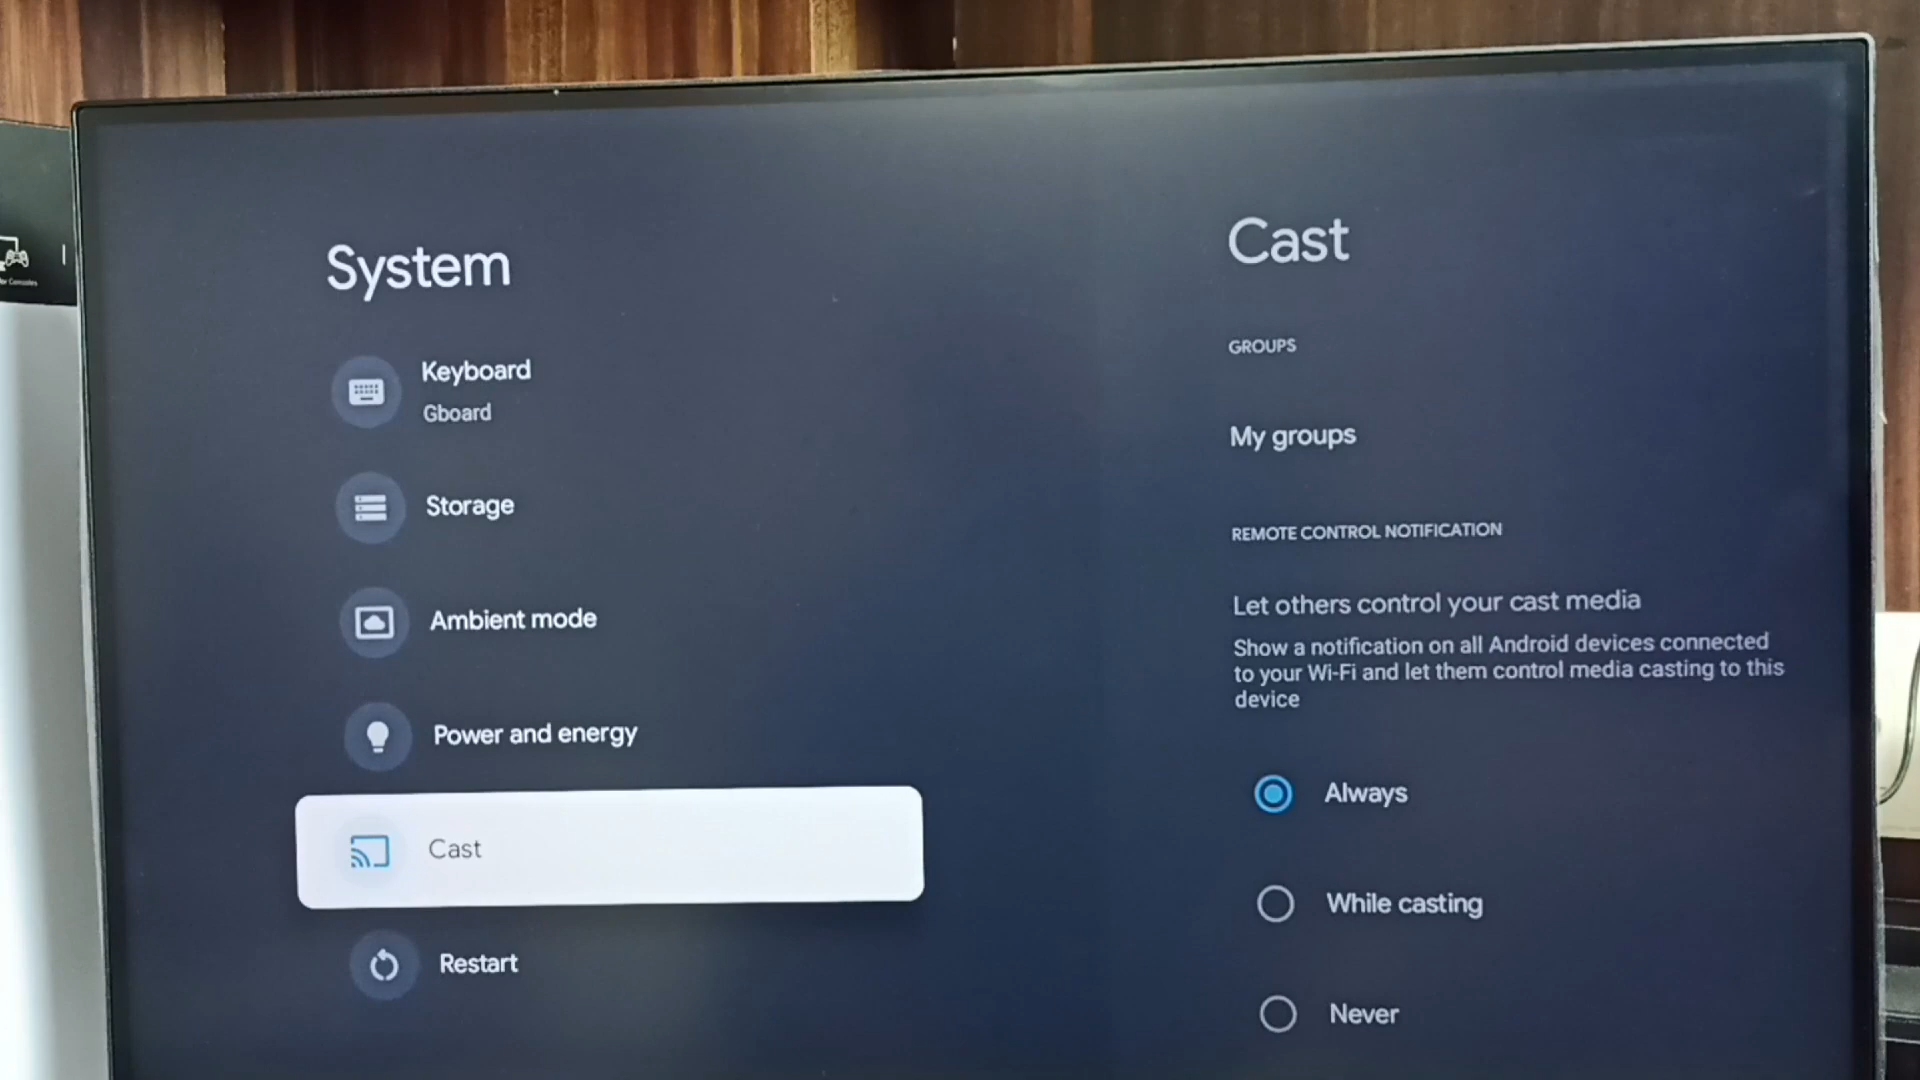 System
Keyboard
Gboard
Storage
Ambient mode
Power and energy
Cast
Restart
Cast
GROUPS
My groups
REMOTE CONTROL NOTIFICATION
Let others control your cast media
Show a notification on all Android devices connected
to your Wi-Fi and let them control media casting to this
device
Always
While casting
Never